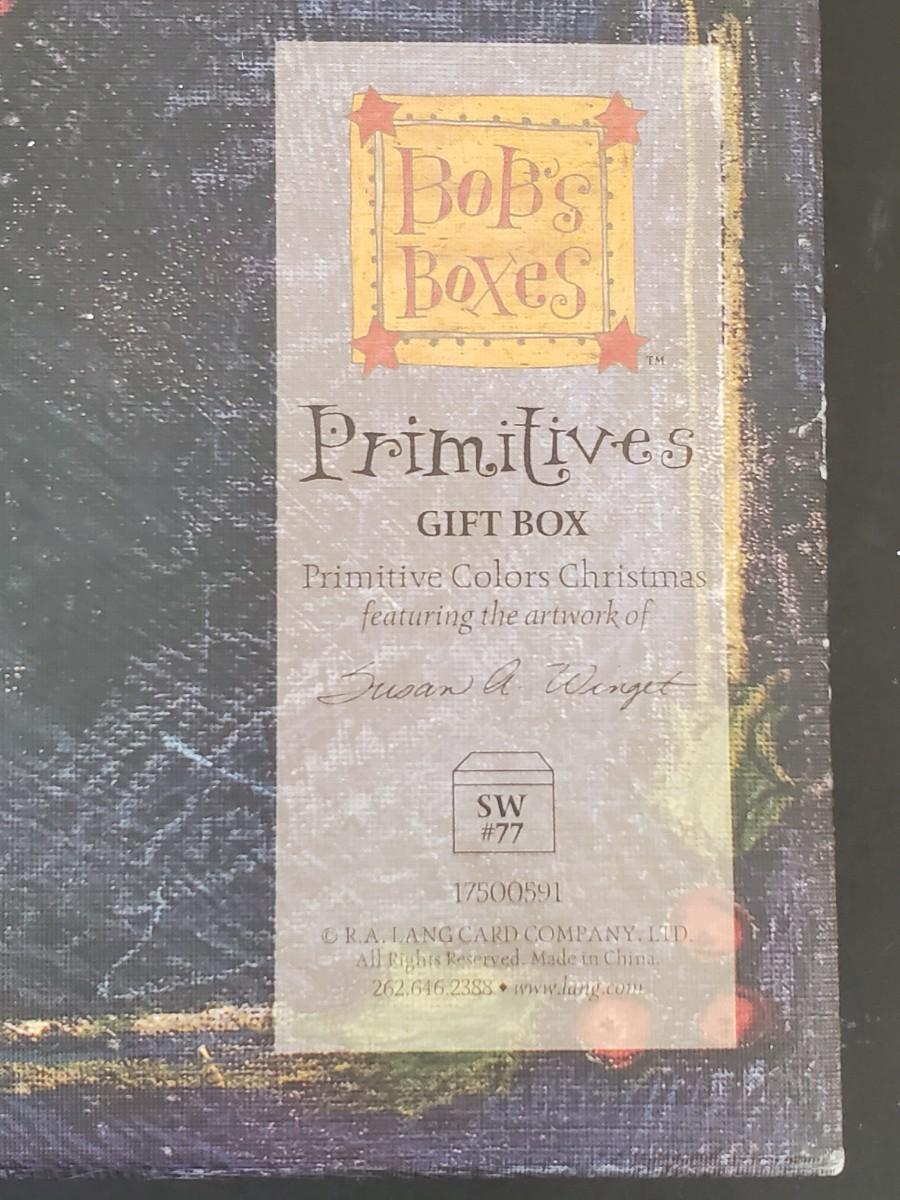 Bob's
Boxes
TM
Primitives
GIFT BOX
Primitive Colors Christmas
featuring the artwork of
Susan A. Winget
SW
#77
17500591
© R.A. LANG CARD COMPANY, LTD.
All Rights Reserved. Made in China.
262.646.2388 ♦ www.lang.com